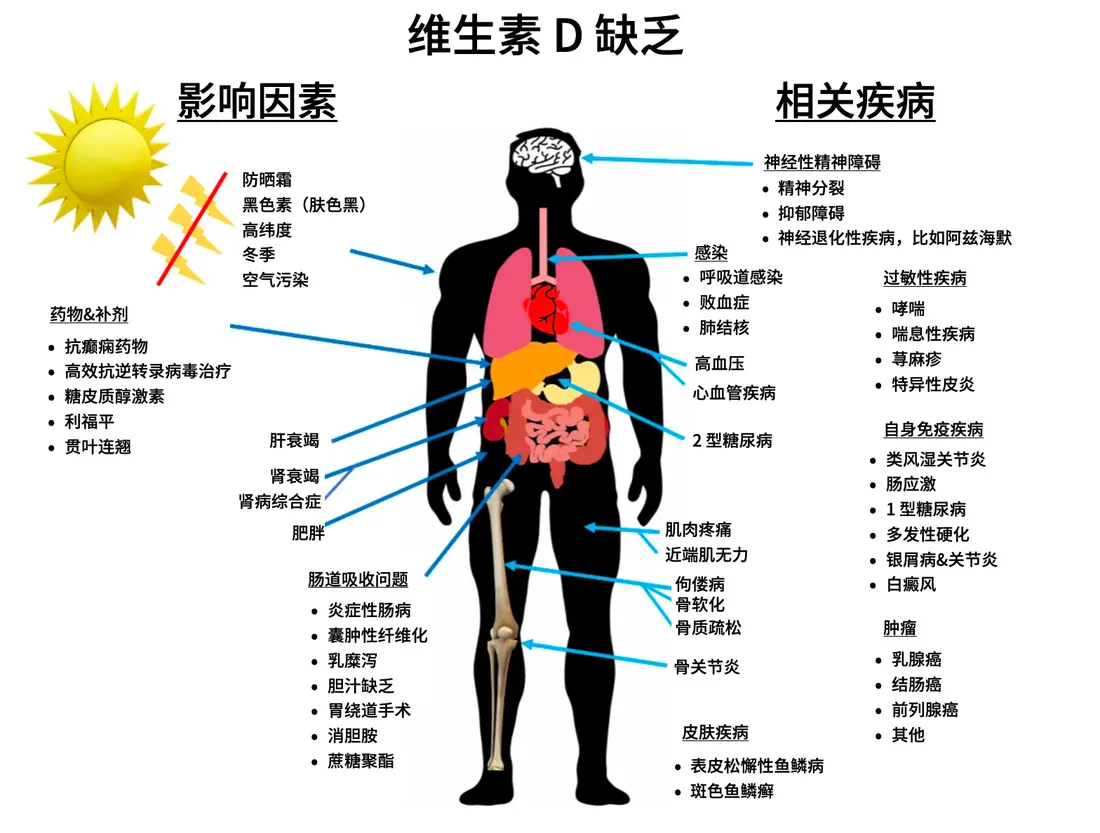 维生素 D 缺乏
影响因素
防晒霜
黑色素（肤色黑）
高纬度
冬季
空气污染
药物&补剂
• 抗癫痫药物
• 高效抗逆转录病毒治疗
• 糖皮质醇激素
• 利福平
• 贯叶连翘
肝衰竭
肾衰竭
肾病综合症
肥胖
肠道吸收问题
• 炎症性肠病
• 囊肿性纤维化
• 乳糜泻
• 胆汁缺乏
• 胃绕道手术
• 消胆胺
• 蔗糖聚酯
相关疾病
神经性精神障碍
• 精神分裂
• 抑郁障碍
• 神经退化性疾病，比如阿兹海默
感染
• 呼吸道感染
• 败血症
• 肺结核
高血压
心血管疾病
2 型糖尿病
肌肉疼痛
近端肌无力
佝偻病
骨软化
骨质疏松
骨关节炎
皮肤疾病
• 表皮松懈性鱼鳞病
• 斑色鱼鳞癣
过敏性疾病
• 哮喘
• 喘息性疾病
• 荨麻疹
• 特异性皮炎
自身免疫疾病
• 类风湿关节炎
• 肠应激
• 1 型糖尿病
• 多发性硬化
• 银屑病&关节炎
• 白癜风
肿瘤
• 乳腺癌
• 结肠癌
• 前列腺癌
• 其他